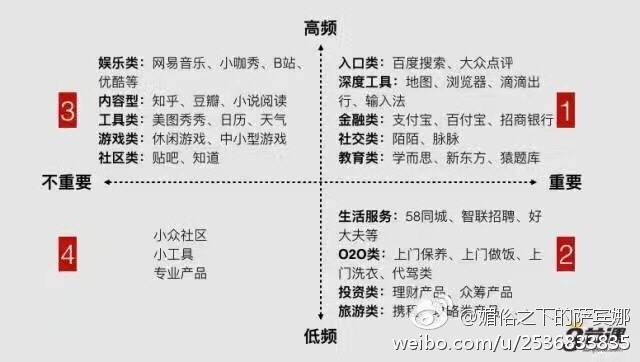 高频
娱乐类：网易音乐、小咖秀、B站、
优酷等
内容型：知乎、豆瓣、小说阅读
工具类：美图秀秀、日历、天气
游戏类：休闲游戏、中小型游戏
社区类：贴吧、知道
3
入口类：百度搜索、大众点评
深度工具：地图、浏览器、滴滴出
行、输入法
金融类：支付宝、百付宝、招商银行
社交类：陌陌、脉脉
教育类：学而思、新东方、猿题库
1
不重要
重要
4
小众社区
小工具
专业产品
生活服务：58同城、智联招聘、好
大夫等
O2O类：上门保养、上门做饭、上
门洗衣、代驾类
投资类：理财产品、众筹产品
旅游类：携程、攻略类产品
2
低频
@媚俗之下的萨宾娜
weibo.com/u/2536835835